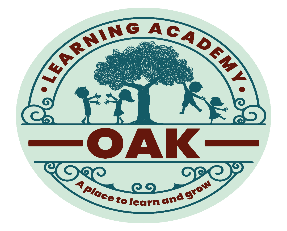 LEARNING ACADEMY
OAK
A place to learn and grow